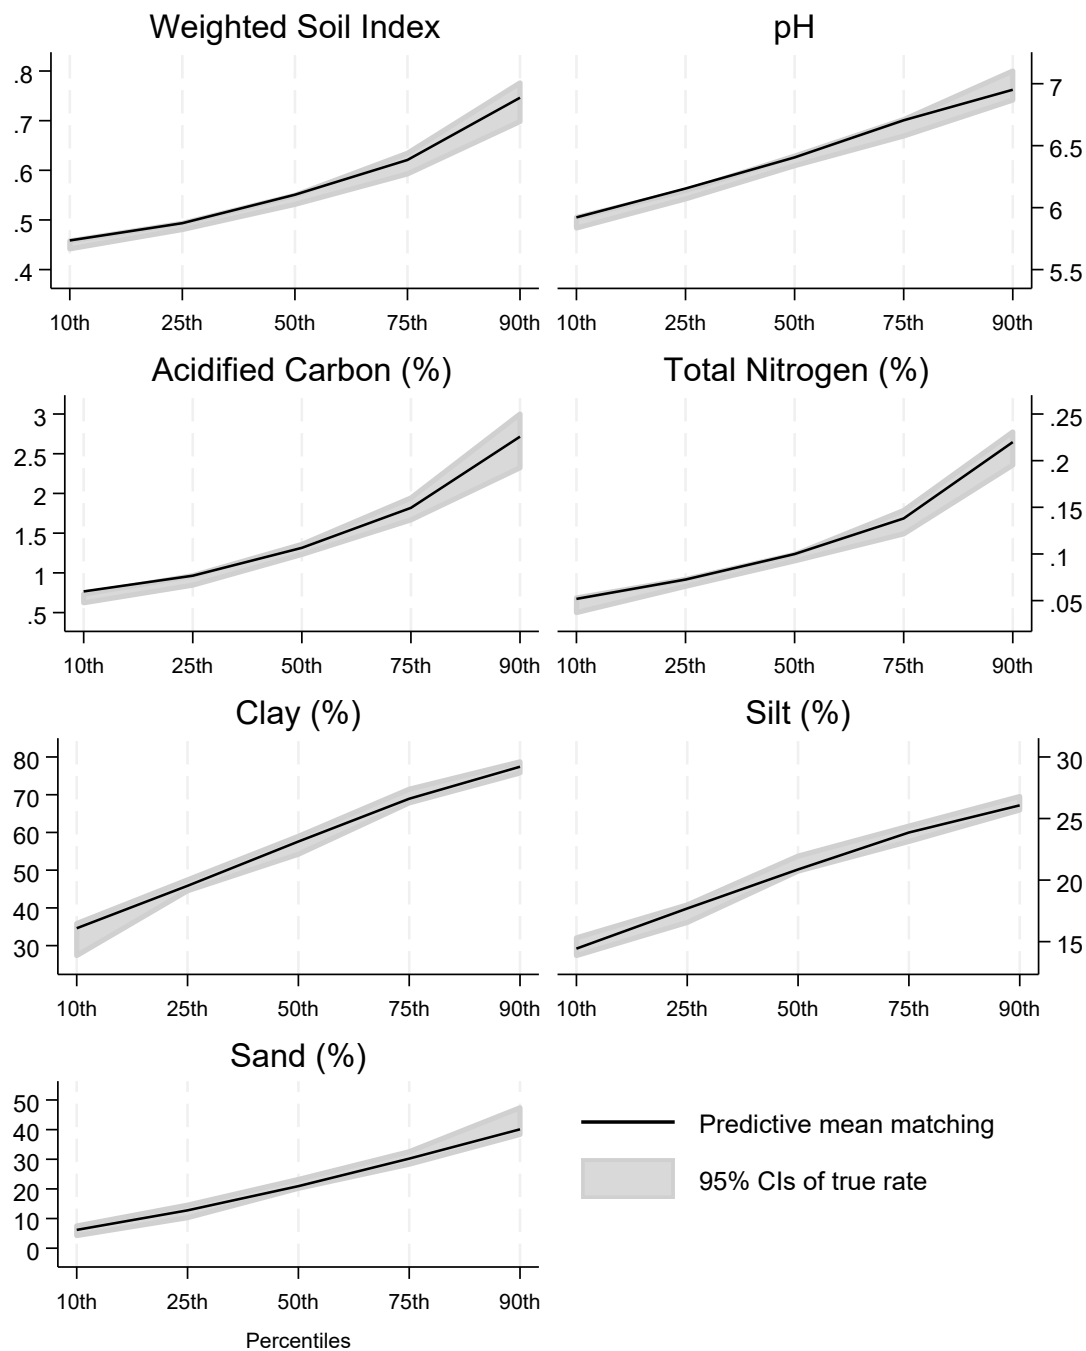 Weighted Soil Index
.8
.7
.6
.5
.4
10th 25th 50th 75th 90th
pH
7
6.5
6
5.5
10th 25th 50th 75th 90th
Acidified Carbon (%)
3
2.5
2
1.5
1
.5
10th 25th 50th 75th 90th
Total Nitrogen (%)
.25
.2
.15
.1
.05
10th 25th 50th 75th 90th
Clay (%)
80
70
60
50
40
30
10th 25th 50th 75th 90th
Silt (%)
30
25
20
15
10th 25th 50th 75th 90th
Sand (%)
50
40
30
20
10
0
10th 25th 50th 75th 90th
Percentiles
Predictive mean matching
95% CIs of true rate